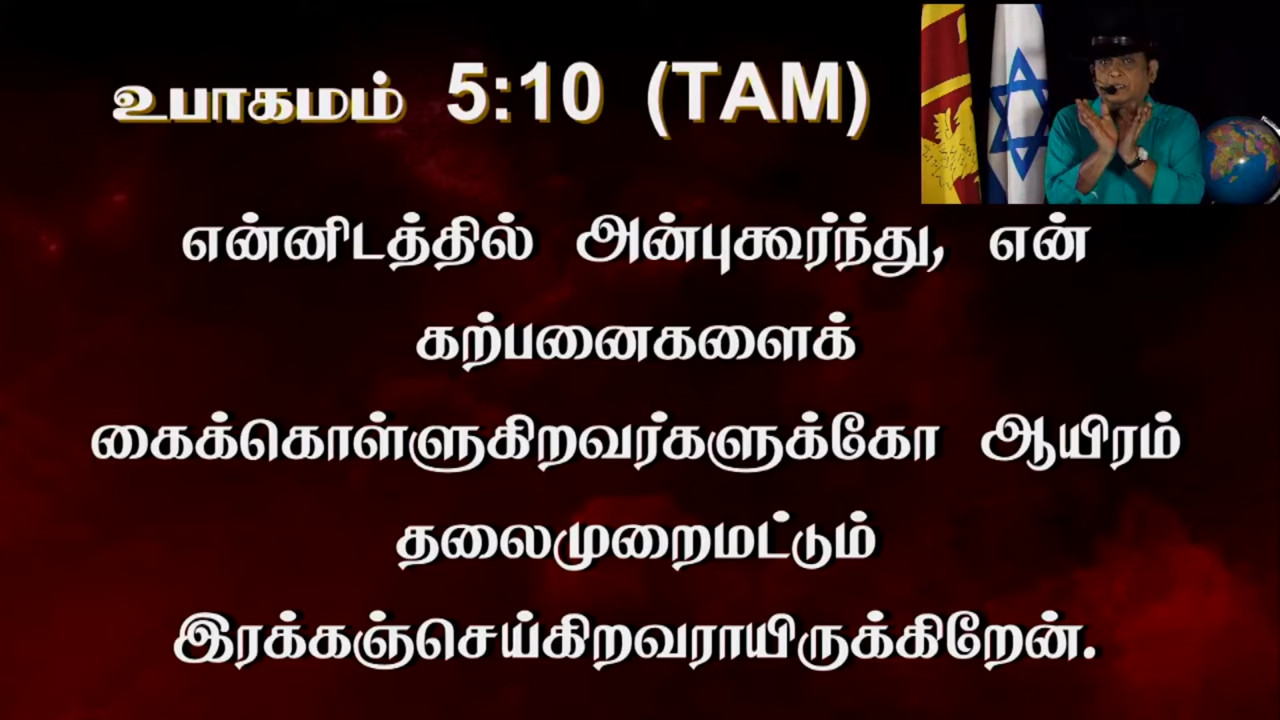 உபாகமம் 5:10 (TAM)
என்னிடத்தில் அன்புகூர்ந்து, என்
கற்பனைகளைக்
கைக்கொள்ளுகிறவர்களுக்கோ ஆயிரம்
தலைமுறைமட்டும்
இரக்கஞ்செய்கிறவராயிருக்கிறேன்.